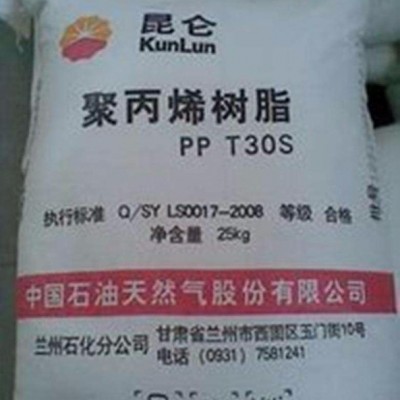 昆仑
KunLun
聚丙烯树脂
PP T30S
执行标准 Q/SY LS0017-2008 等级 合格
净含量 25kg
中国石油天然气股份有限公司
兰州石化分公司
甘肃省兰州市西固区玉门街10号
电话（0931）7581241